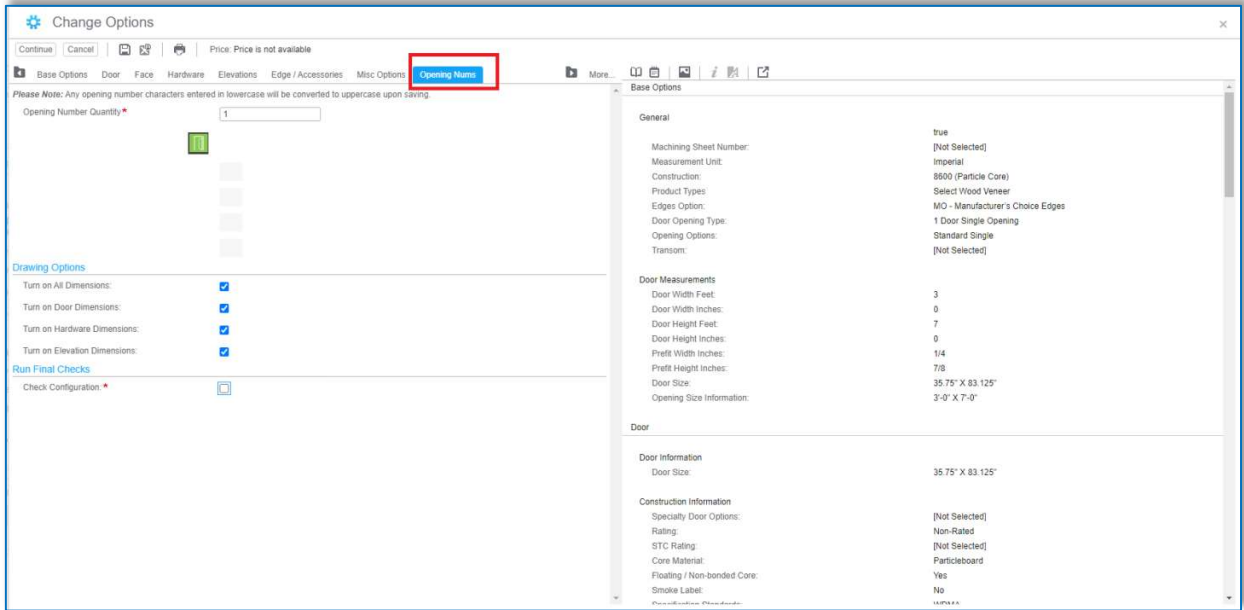 Change Options
Continue Cancel Price: Price is not available
Base Options Door Face Hardware Elevations Edge / Accessories Misc Options Opening Nums More...
Please Note: Any opening number characters entered in lowercase will be converted to uppercase upon saving.
Opening Number Quantity* 1
Drawing Options
Turn on All Dimensions:
Turn on Door Dimensions:
Turn on Hardware Dimensions:
Turn on Elevation Dimensions:
Run Final Checks
Check Configuration: *
Base Options
General
true
Machining Sheet Number: [Not Selected]
Measurement Unit: Imperial
Construction: 8600 (Particle Core)
Product Types: Select Wood Veneer
Edges Option: MO - Manufacturer's Choice Edges
Door Opening Type: 1 Door Single Opening
Opening Options: Standard Single
Transom: [Not Selected]
Door Measurements
Door Width Feet: 3
Door Width Inches: 0
Door Height Feet: 7
Door Height Inches: 0
Prefit Width Inches: 1/4
Prefit Height Inches: 7/8
Door Size: 35.75" X 83.125"
Opening Size Information: 3'-0" X 7'-0"
Door
Door Information
Door Size: 35.75" X 83.125"
Construction Information
Specialty Door Options: [Not Selected]
Rating: Non-Rated
STC Rating: [Not Selected]
Core Material: Particleboard
Floating / Non-bonded Core: Yes
Smoke Label: No
Specification Standards: WDMA